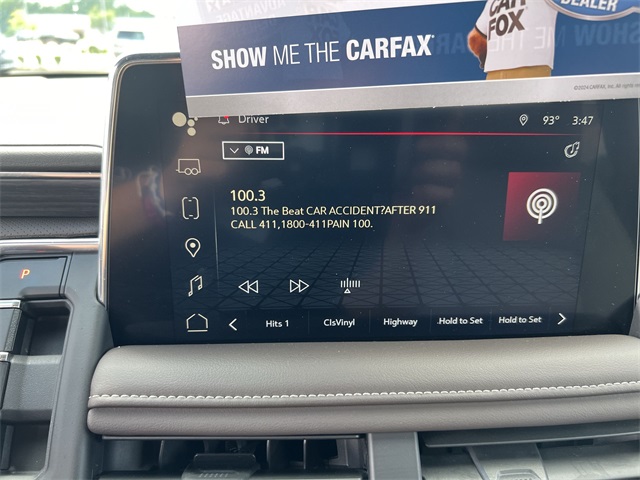 CAR
FOX
DEALER
SHOW ME THE CARFAX
Driver
93° 3:47
FM
100.3
100.3 The Beat CAR ACCIDENT?AFTER 911
CALL 411,1800-411PAIN 100.
P
Hits 1 ClsVinyl Highway Hold to Set Hold to Set